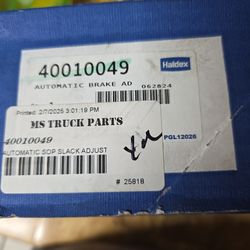 40010049
Haldex
AUTOMATIC BRAKE AD 062824
Printed: 2/7/2025 3:01:19 PM
MS TRUCK PARTS
40010049
PGL12026
AUTOMATIC SDP SLACK ADJUST
# 25818